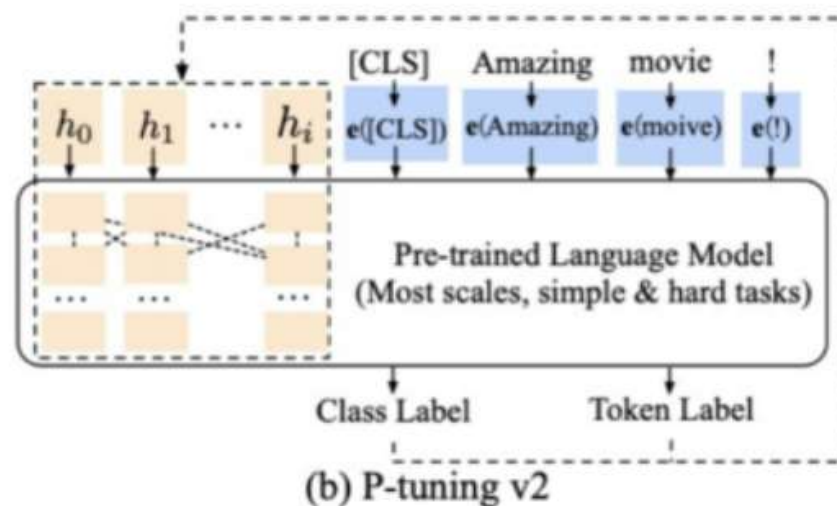 [CLS] Amazing movie !
h₀ h₁ ... hᵢ e([CLS]) e(Amazing) e(moive) e(!)
Pre-trained Language Model
(Most scales, simple & hard tasks)
... ... ...
Class Label Token Label
(b) P-tuning v2